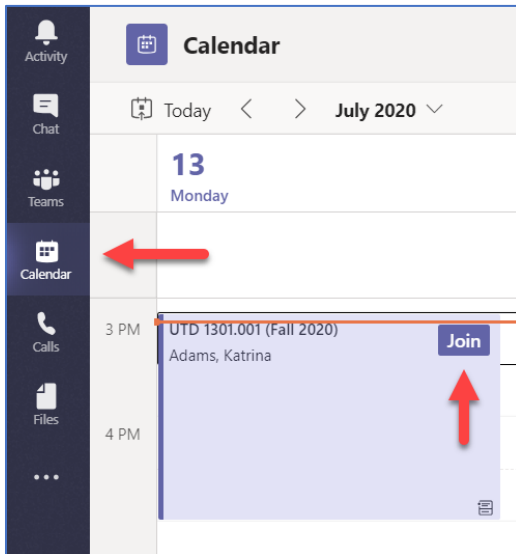 Activity
Chat
Teams
Calendar
Calls
Files
Calendar
Today
July 2020
13
Monday
3 PM
UTD 1301.001 (Fall 2020)
Adams, Katrina
Join
4 PM